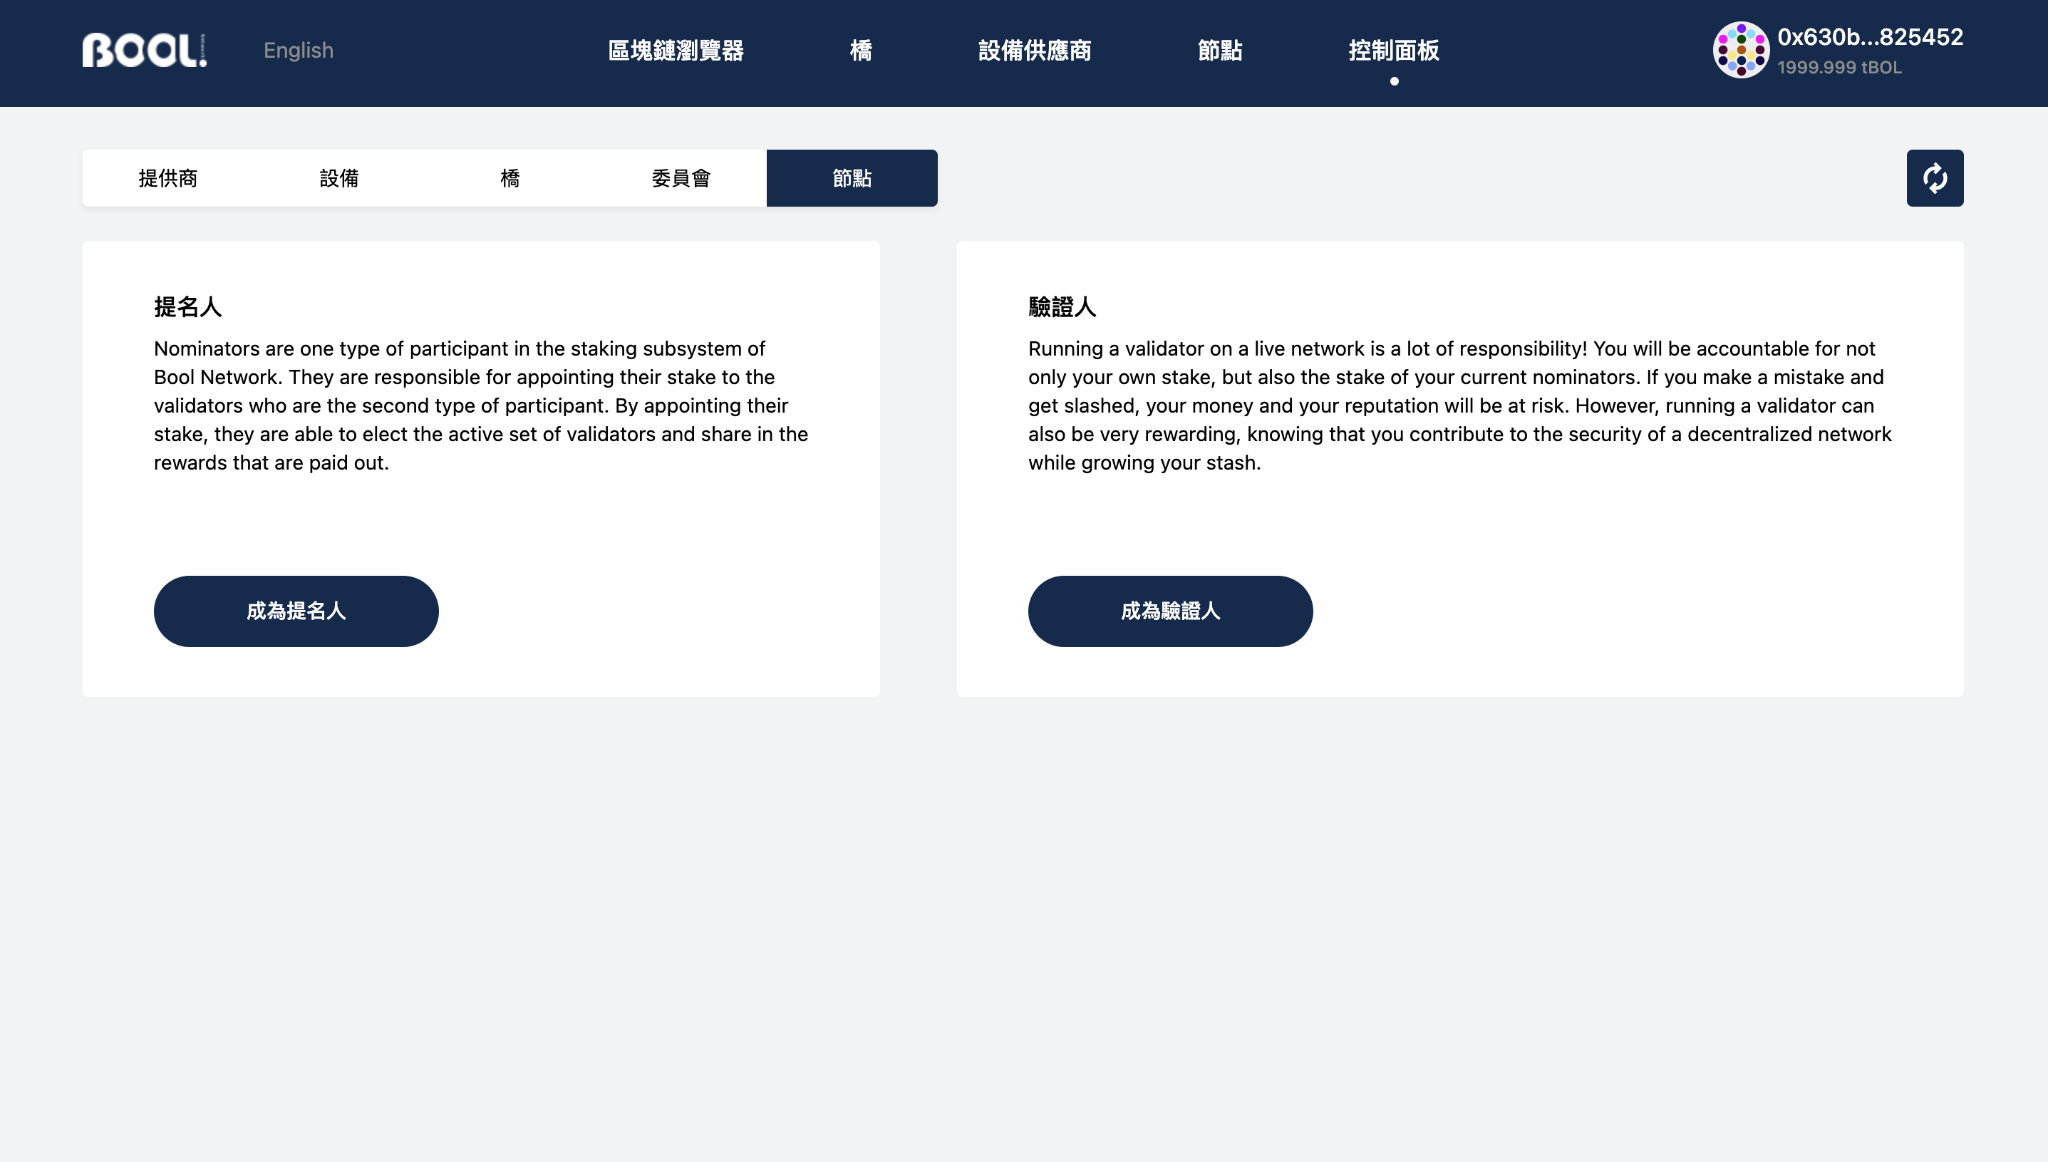 BOOL!
English
區塊鏈瀏覽器
橋
設備供應商
節點
控制面板
0x630b...825452
1999.999 tBOL
提供商
設備
橋
委員會
節點
提名人
Nominators are one type of participant in the staking subsystem of
Bool Network. They are responsible for appointing their stake to the
validators who are the second type of participant. By appointing their
stake, they are able to elect the active set of validators and share in the
rewards that are paid out.
成為提名人
驗證人
Running a validator on a live network is a lot of responsibility! You will be accountable for not
only your own stake, but also the stake of your current nominators. If you make a mistake and
get slashed, your money and your reputation will be at risk. However, running a validator can
also be very rewarding, knowing that you contribute to the security of a decentralized network
while growing your stash.
成為驗證人